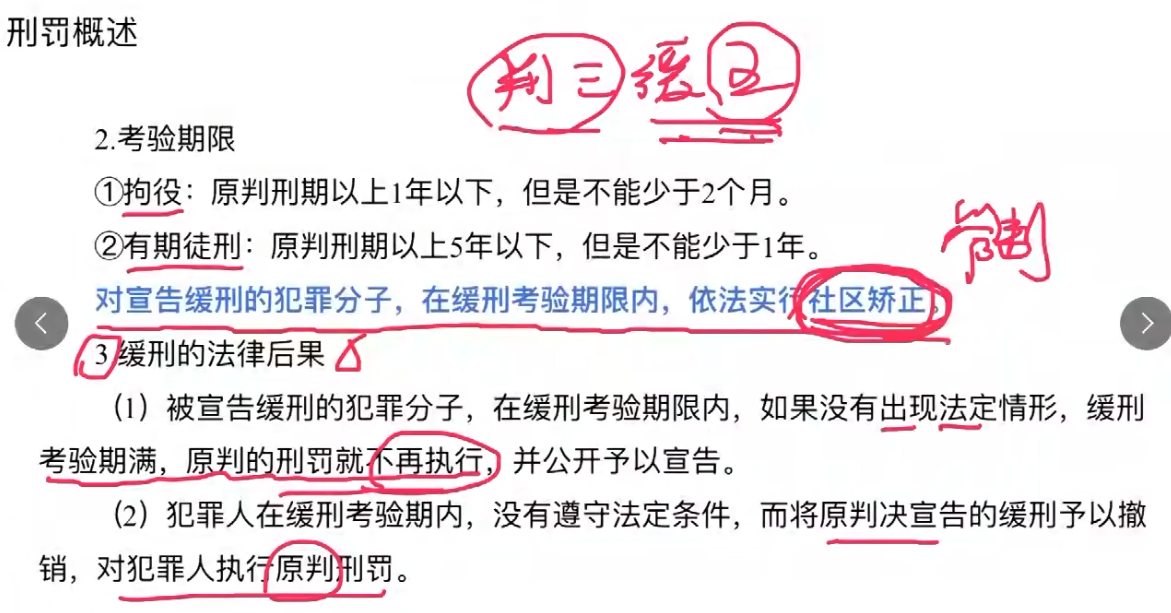 刑罚概述
判三缓五
2.考验期限
①拘役：原判刑期以上1年以下，但是不能少于2个月。
管制
②有期徒刑：原判刑期以上5年以下，但是不能少于1年。
对宣告缓刑的犯罪分子，在缓刑考验期限内，依法实行社区矫正。
3缓刑的法律后果
（1）被宣告缓刑的犯罪分子，在缓刑考验期限内，如果没有出现法定情形，缓刑
考验期满，原判的刑罚就不再执行，并公开予以宣告。
（2）犯罪人在缓刑考验期内，没有遵守法定条件，而将原判决宣告的缓刑予以撤
销，对犯罪人执行原判刑罚。